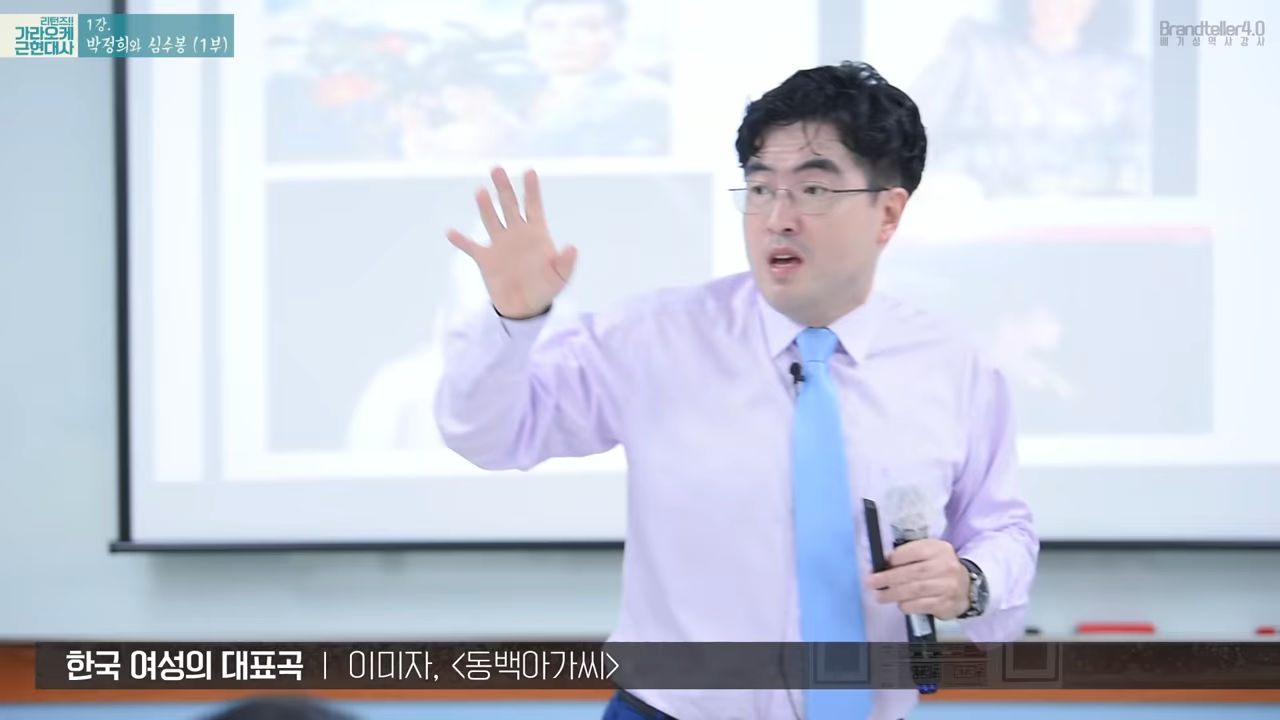 리턴즈!!
가라오케
근현대사
1강.
박정희와 심수봉 (1부)
Brandteller4.0
배기성역사강사
한국 여성의 대표곡 | 이미자, <동백아가씨>